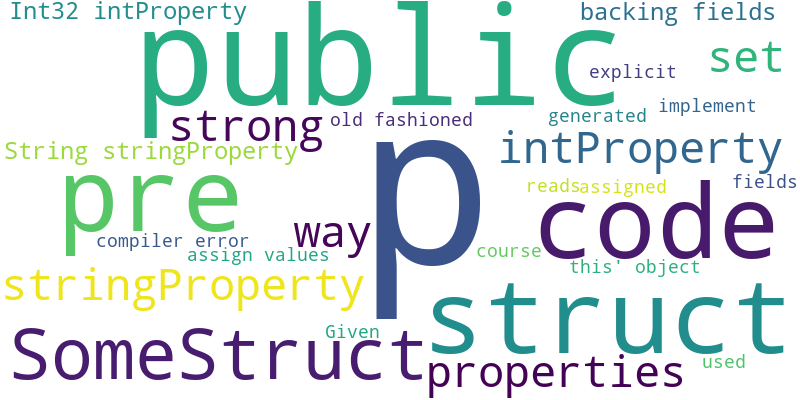 Int32 intProperty
public
backing fields
set
explicit
implement
generated
strong
old fashioned
String stringProperty
p
intProperty
pre
reads
assigned
fields
code
way
compiler error
assign values
course
this' object
stringProperty
struct
Given
SomeStruct
properties
used